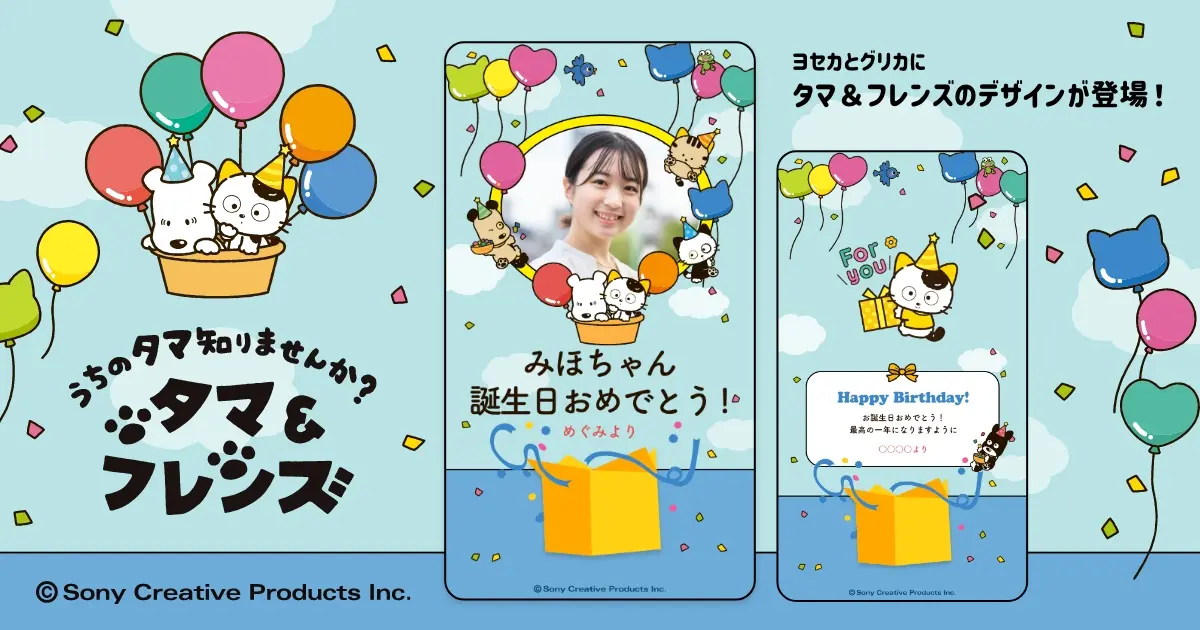 うちのタマ知りませんか?
タマ&
フレンズ
© Sony Creative Products Inc.
みほちゃん
誕生日おめでとう!
めぐみより
© Sony Creative Products Inc.
ヨセカとグリカに
タマ&フレンズのデザインが登場!
For
you
Happy Birthday!
お誕生日おめでとう!
最高の一年になりますように
〇〇〇〇より
© Sony Creative Products Inc.